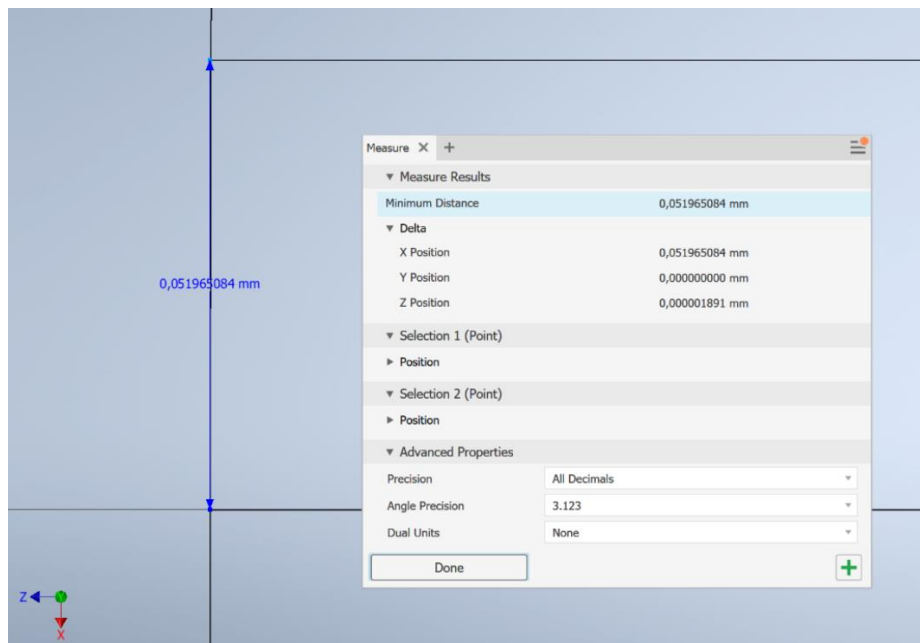 Measure
Measure Results
Minimum Distance 0,051965084 mm
Delta
X Position 0,051965084 mm
Y Position 0,000000000 mm
0,051965084 mm
Z Position 0,000001891 mm
Selection 1 (Point)
Position
Selection 2 (Point)
Position
Advanced Properties
Precision All Decimals
Angle Precision 3.123
Dual Units None
Done
Z
Y
X